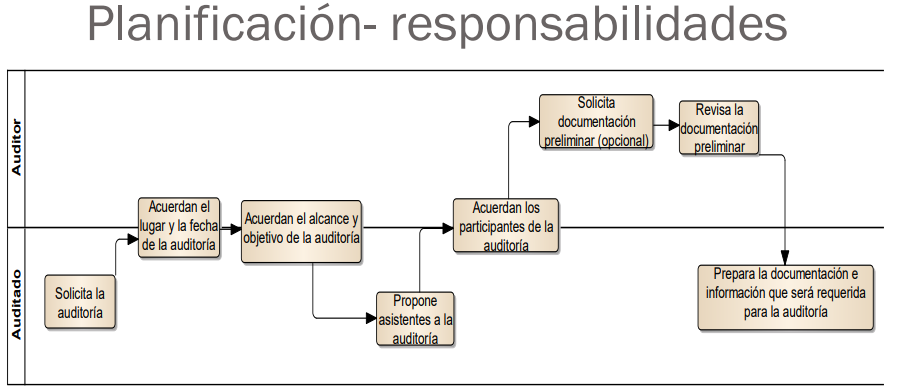 Planificación- responsabilidades
Auditor
Solicita
documentación
preliminar (opcional)
Revisa la
documentación
preliminar
Acuerdan el
lugar y la fecha
de la auditoría
Acuerdan el alcance y
objetivo de la auditoría
Acuerdan los
participantes de la
auditoría
Auditado
Solicita la
auditoría
Propone
asistentes a la
auditoría
Prepara la documentación e
información que será requerida
para la auditoría